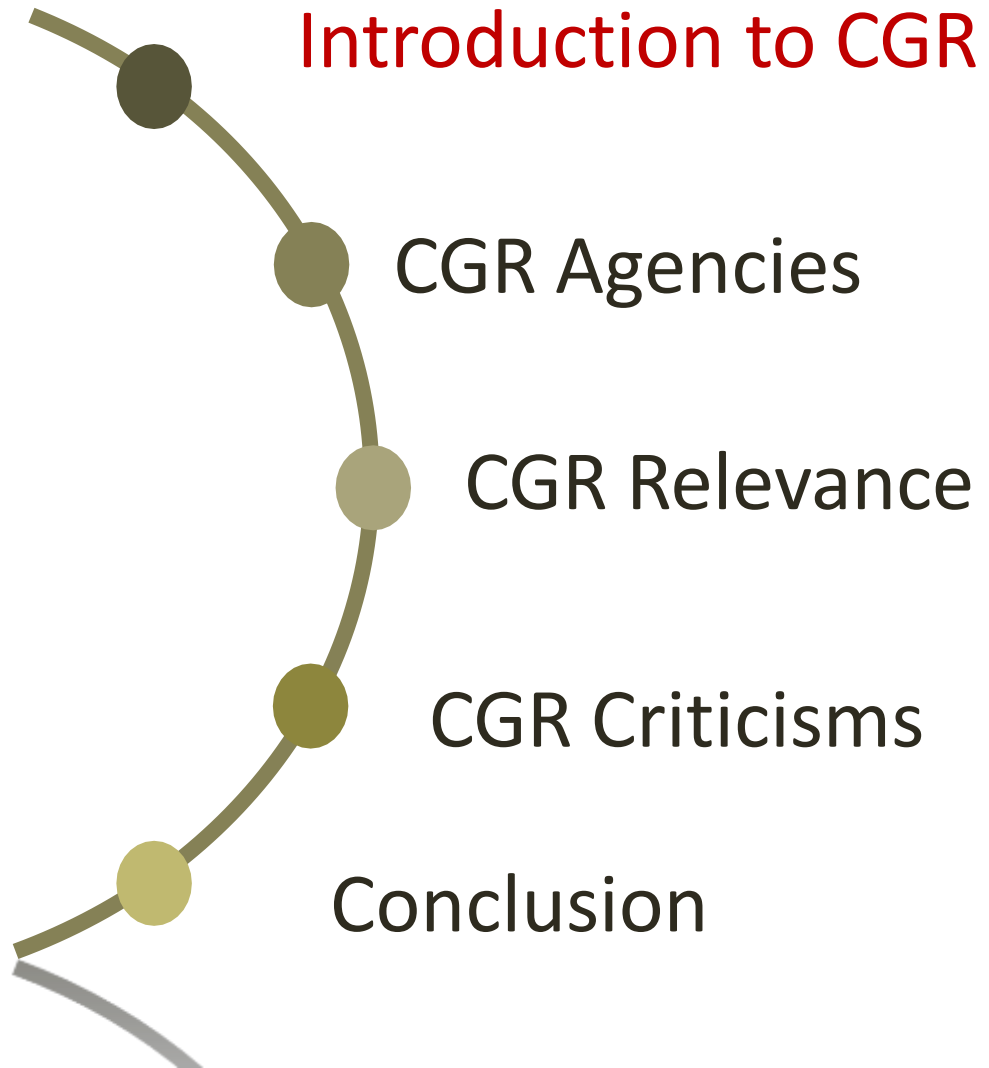 Introduction to CGR
CGR Agencies
CGR Relevance
CGR Criticisms
Conclusion